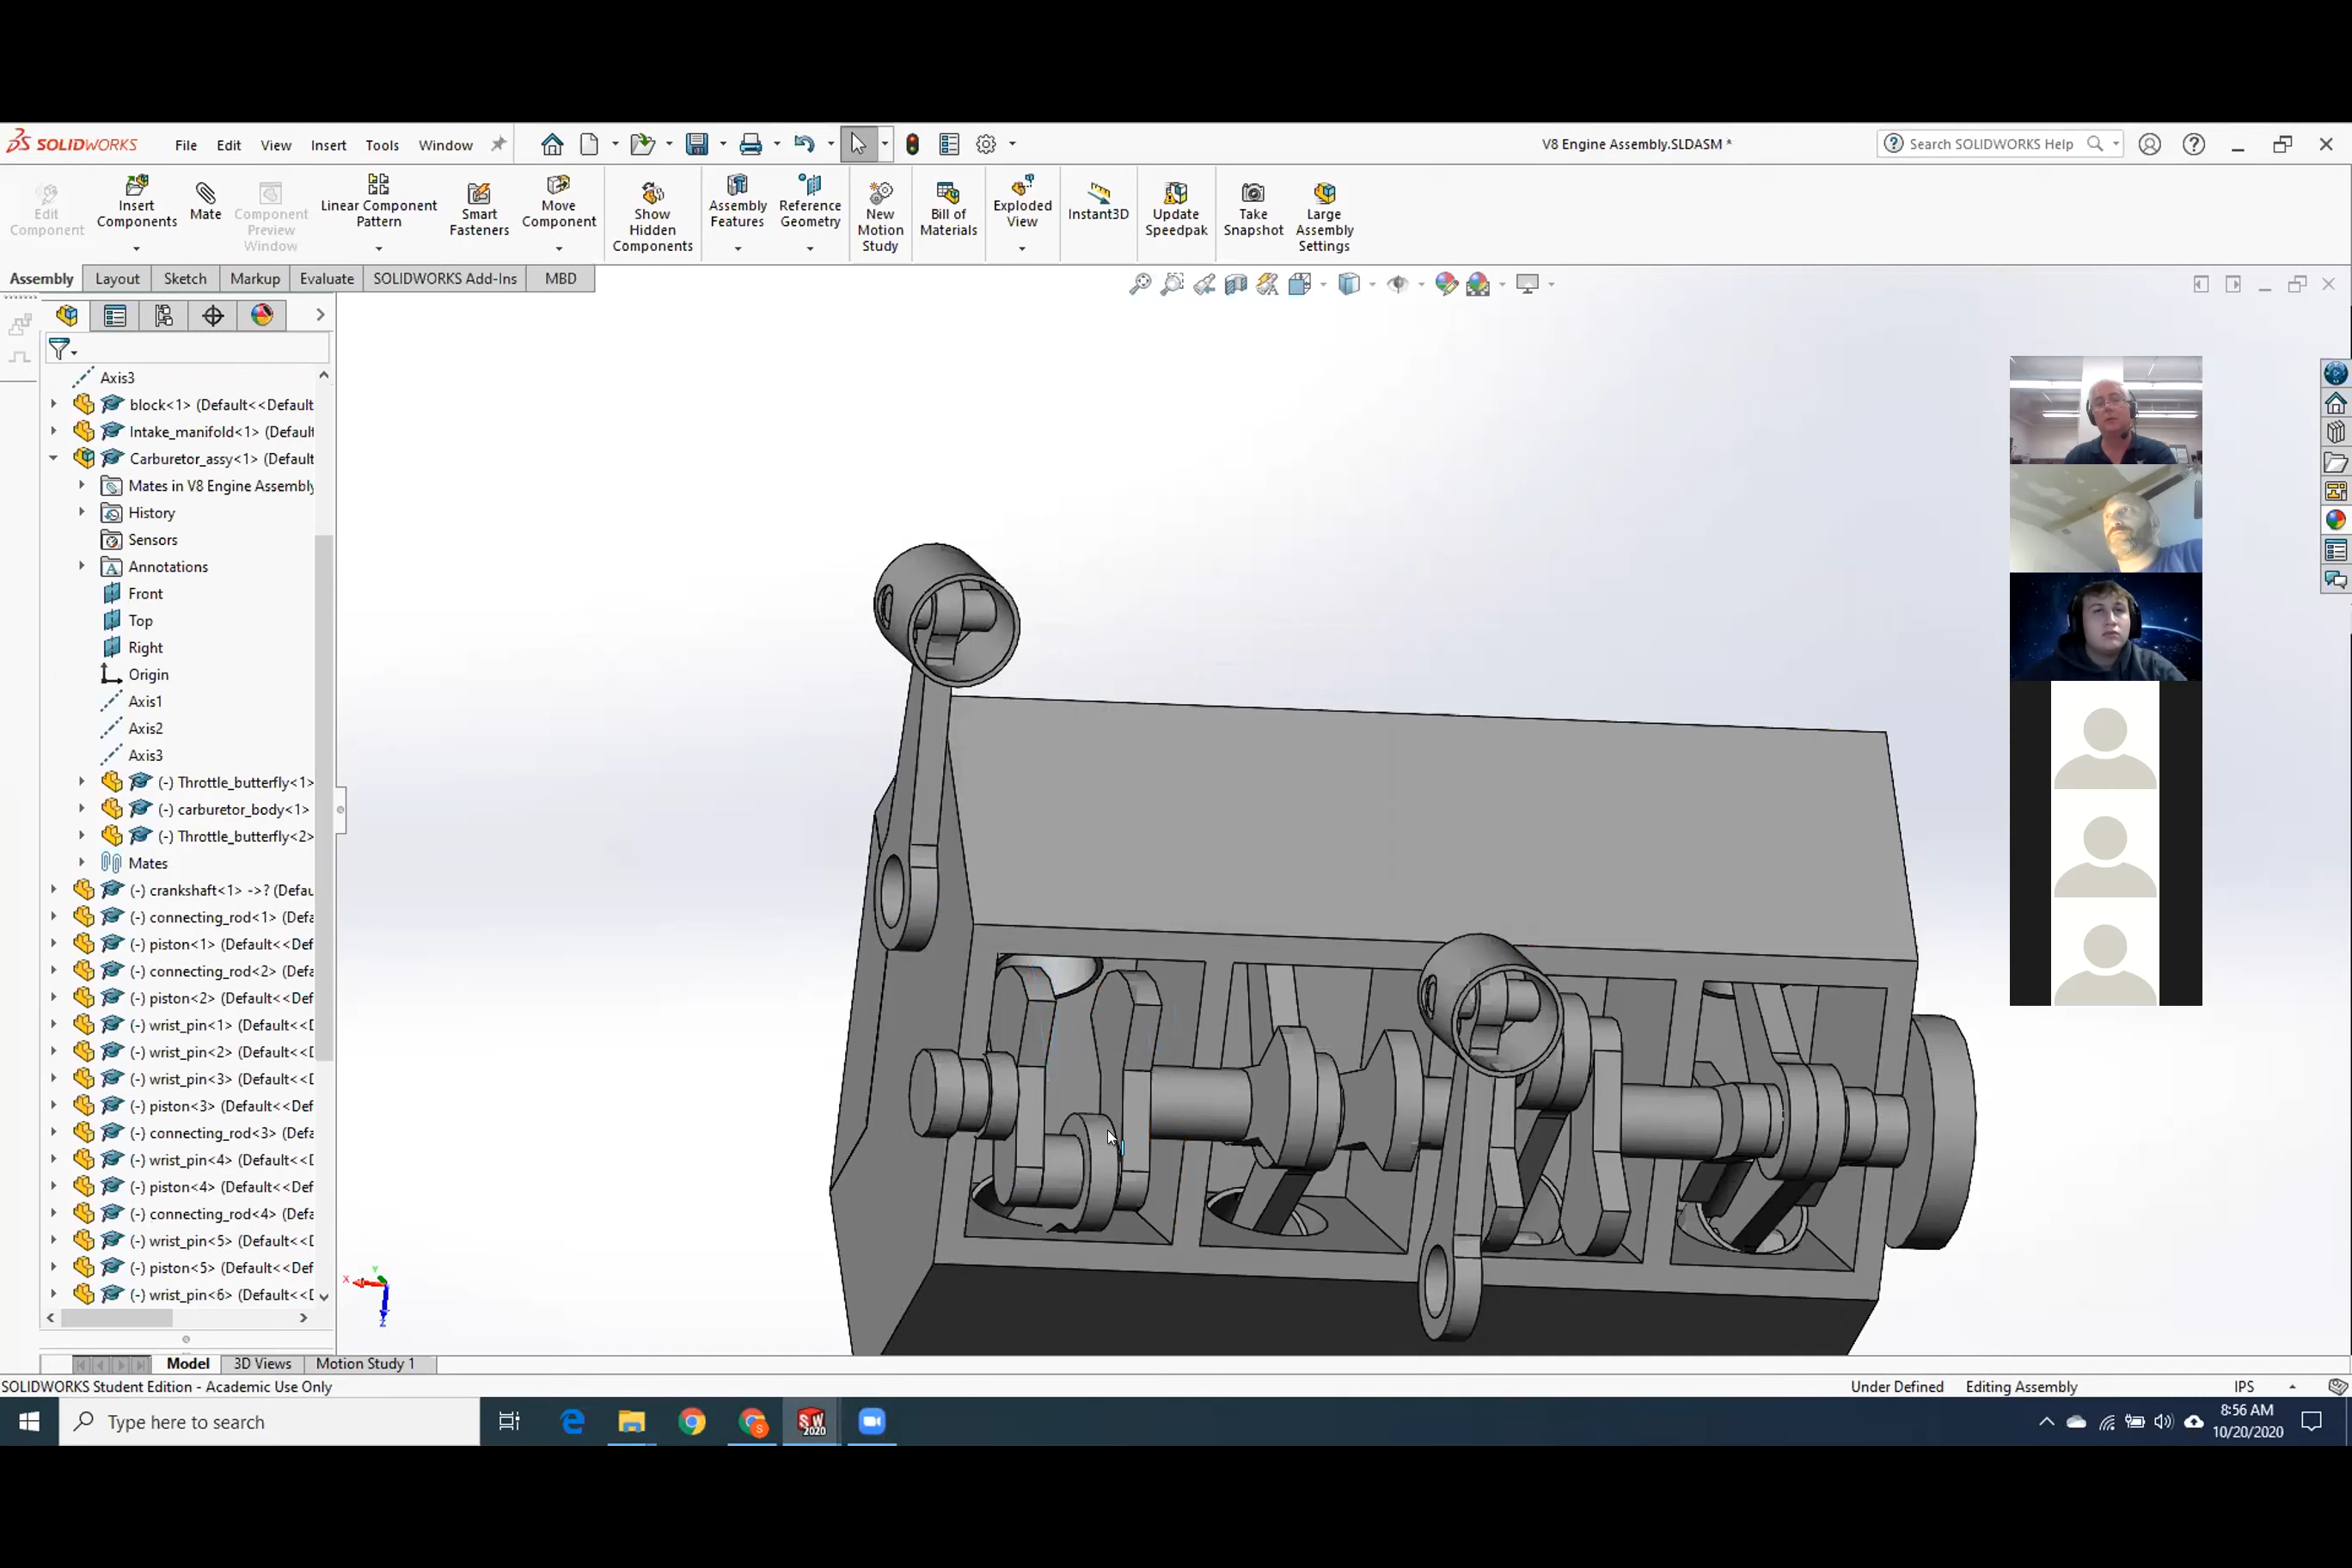 SOLIDWORKS File Edit View Insert Tools Window V8 Engine Assembly.SLDASM * Search SOLIDWORKS Help
Edit Component
Insert Components
Mate
Component Preview Window
Linear Component Pattern
Smart Fasteners
Move Component
Show Hidden Components
Assembly Features
Reference Geometry
New Motion Study
Bill of Materials
Exploded View
Instant3D
Update Speedpak
Take Snapshot
Large Assembly Settings
Assembly Layout Sketch Markup Evaluate SOLIDWORKS Add-Ins MBD
Axis3
block<1> (Default<<Default
Intake_manifold<1> (Default
Carburetor_assy<1> (Default
Mates in V8 Engine Assembly
History
Sensors
Annotations
Front
Top
Right
Origin
Axis1
Axis2
Axis3
(-) Throttle_butterfly<1>
(-) carburetor_body<1>
(-) Throttle_butterfly<2>
Mates
(-) crankshaft<1> ->? (Defau
(-) connecting_rod<1> (Defa
(-) piston<1> (Default<<Def
(-) connecting_rod<2> (Defa
(-) piston<2> (Default<<Def
(-) wrist_pin<1> (Default<<D
(-) wrist_pin<2> (Default<<D
(-) wrist_pin<3> (Default<<D
(-) piston<3> (Default<<Def
(-) connecting_rod<3> (Defa
(-) wrist_pin<4> (Default<<D
(-) piston<4> (Default<<Def
(-) connecting_rod<4> (Defa
(-) wrist_pin<5> (Default<<D
(-) piston<5> (Default<<Def
(-) wrist_pin<6> (Default<<D
X Y Z
Model 3D Views Motion Study 1
SOLIDWORKS Student Edition - Academic Use Only Under Defined Editing Assembly IPS
Type here to search
SW 2020
8:56 AM
10/20/2020